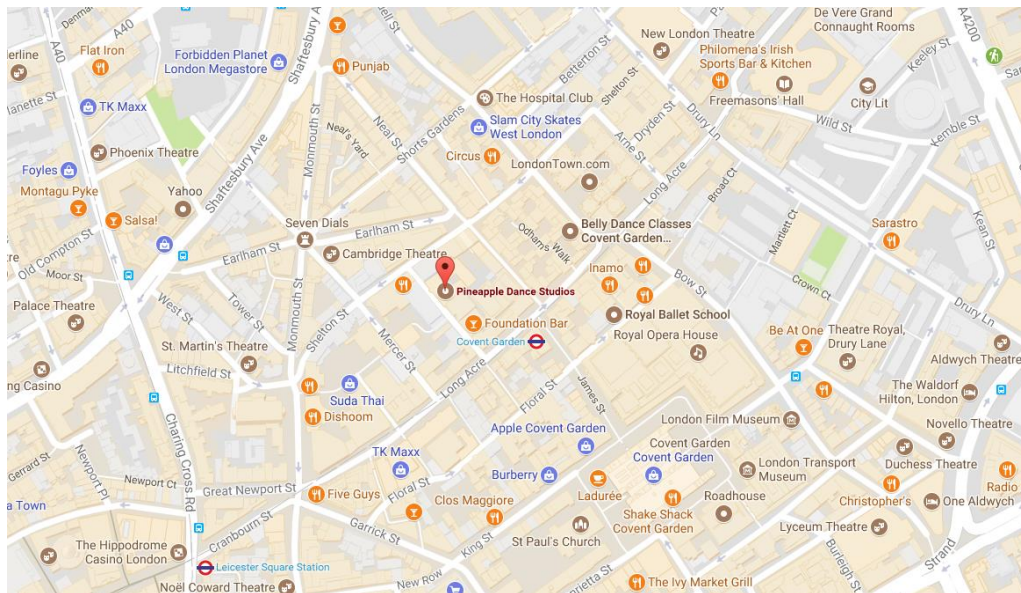 Denmar
A40
A40
erline
Flat Iron
Forbidden Planet
London Megastore
Shaftesbury Ave
Punjab
Betterton St
Shelton St
New London Theatre
Philomena's Irish
Sports Bar & Kitchen
De Vere Grand
Connaught Rooms
A4200
Keeley St
Sar
lanette St
TK Maxx
The Hospital Club
Freemasons' Hall
City Lit
Monmouth St
Neal St
Neal's Yard
Shorts Gardens
Slam City Skates
West London
Dryden St
Arne St
Drury Ln
Wild St
Kemble St
Phoenix Theatre
Circus
LondonTown.com
Long Acre
Foyles
Shaftesbury Ave
Broad Ct
Montagu Pyke
Yahoo
Martlett Ct
Kean St
Salsa!
Seven Dials
Earlham St
Belly Dance Classes
Covent Garden...
Sarastro
Old Compton St
Earlham St
Cambridge Theatre
Odham's Walk
Inamo
Bow St
Moor St
Pineapple Dance Studios
Crown Ct
Palace Theatre
West St
Tower St
Monmouth St
Shelton St
Foundation Bar
Royal Ballet School
Drury Ln
Covent Garden
Royal Opera House
Be At One
Theatre Royal,
Drury Lane
St. Martin's Theatre
Mercer St
Aldwych Theatre
ng Casino
Litchfield St
Long Acre
Floral St
James St
Suda Thai
The Waldorf
Hilton, London
Dishoom
London Film Museum
Novello Theatre
Charing Cross Rd
Apple Covent Garden
Covent Garden
Covent Garden
London Transport
Museum
Duchess Theatre
Gerrard St
Newport Pl
Newport Ct
TK Maxx
Burberry
Radio
Great Newport St
Floral St
Five Guys
Clos Maggiore
Ladurée
Roadhouse
Christopher's
One Aldwych
a Town
Shake Shack
Covent Garden
Lyceum Theatre
Cranbourn St
Garrick St
King St
St Paul's Church
Burleigh St
Strand
The Hippodrome
Casino London
Leicester Square Station
New Row
The Ivy Market Grill
Noël Coward Theatre